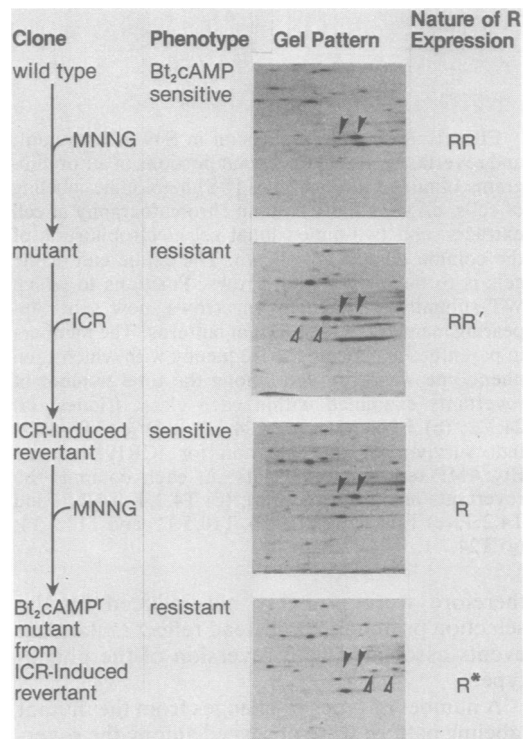 Clone Phenotype Gel Pattern Nature of R Expression
wild type Bt₂cAMP sensitive RR
MNNG
mutant resistant RR′
ICR
ICR-Induced revertant sensitive R
MNNG
Bt₂cAMPʳ mutant from ICR-Induced revertant resistant R*